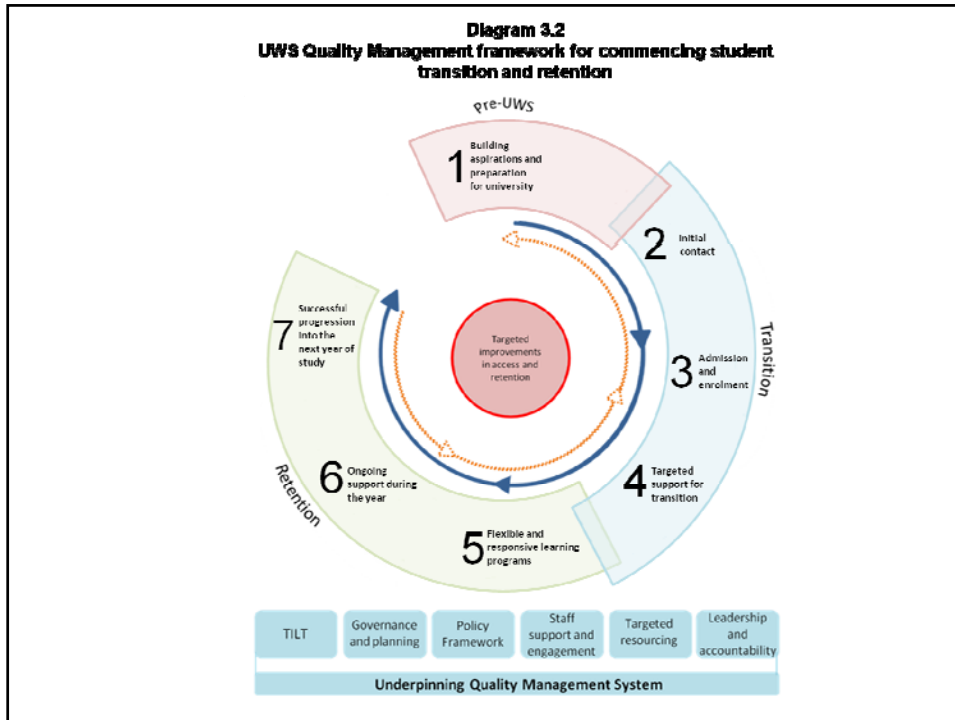 Diagram 3.2
UWS Quality Management framework for commencing student
transition and retention
Pre-UWS
1
Building
aspirations and
preparation
for university
2
Initial
contact
Transition
3
Admission
and
enrolment
4
Targeted
support for
transition
5
Flexible and
responsive learning
programs
6
Ongoing
support during
the year
Retention
7
Successful
progression
into the
next year of
study
Targeted
improvements
in access and
retention
TILT
Governance
and planning
Policy
Framework
Staff
support and
engagement
Targeted
resourcing
Leadership
and
accountability
Underpinning Quality Management System